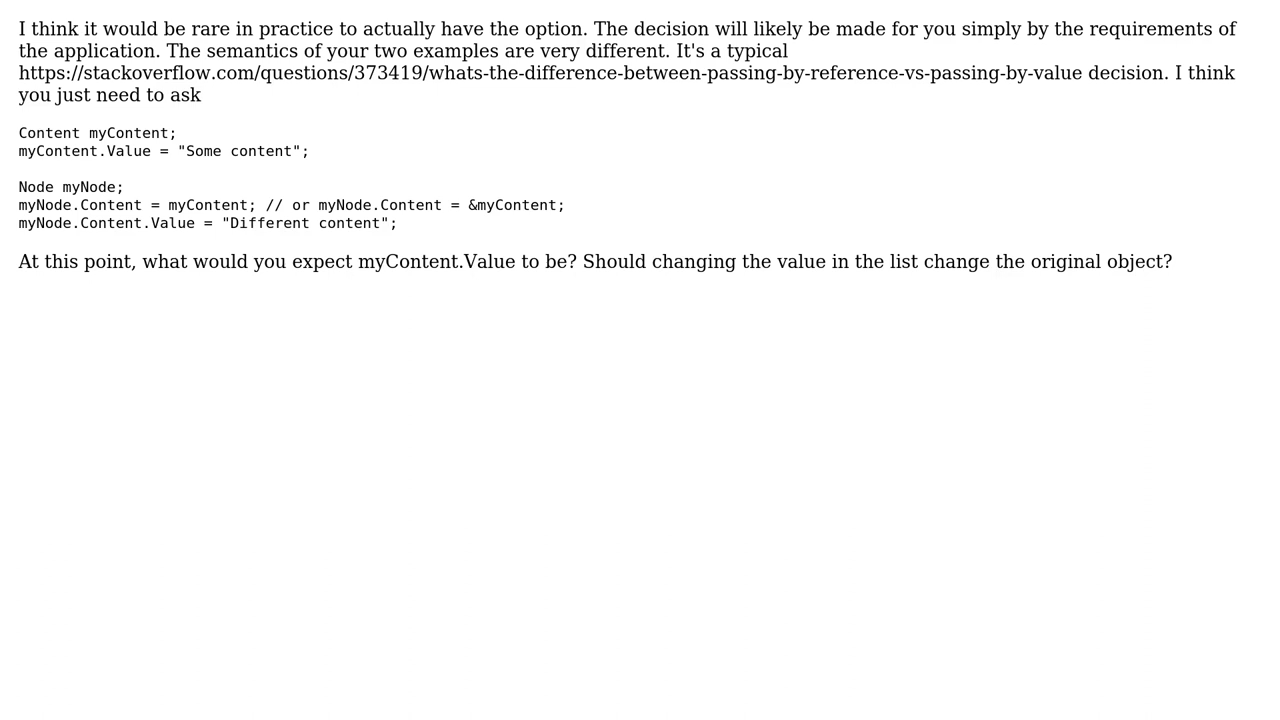 I think it would be rare in practice to actually have the option. The decision will likely be made for you simply by the requirements of
the application. The semantics of your two examples are very different. It's a typical
https://stackoverflow.com/questions/373419/whats-the-difference-between-passing-by-reference-vs-passing-by-value decision. I think
you just need to ask
Content myContent;
myContent.Value = "Some content";
Node myNode;
myNode.Content = myContent; // or myNode.Content = &myContent;
myNode.Content.Value = "Different content";
At this point, what would you expect myContent.Value to be? Should changing the value in the list change the original object?